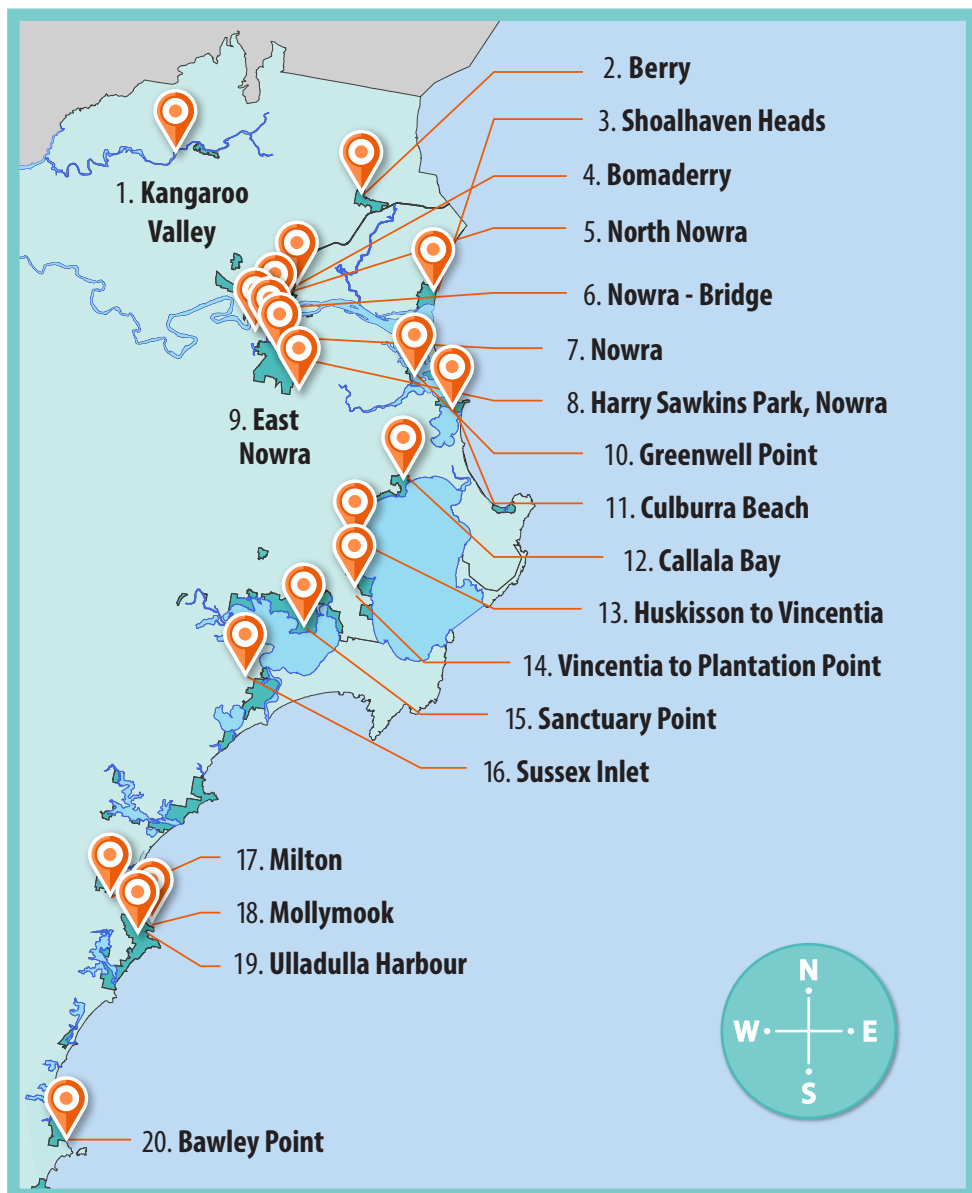 2. Berry
3. Shoalhaven Heads
4. Bomaderry
1. Kangaroo
Valley
5. North Nowra
6. Nowra - Bridge
7. Nowra
8. Harry Sawkins Park, Nowra
9. East
Nowra
10. Greenwell Point
11. Culburra Beach
12. Callala Bay
13. Huskisson to Vincentia
14. Vincentia to Plantation Point
15. Sanctuary Point
16. Sussex Inlet
17. Milton
18. Mollymook
19. Ulladulla Harbour
N
W E
S
20. Bawley Point